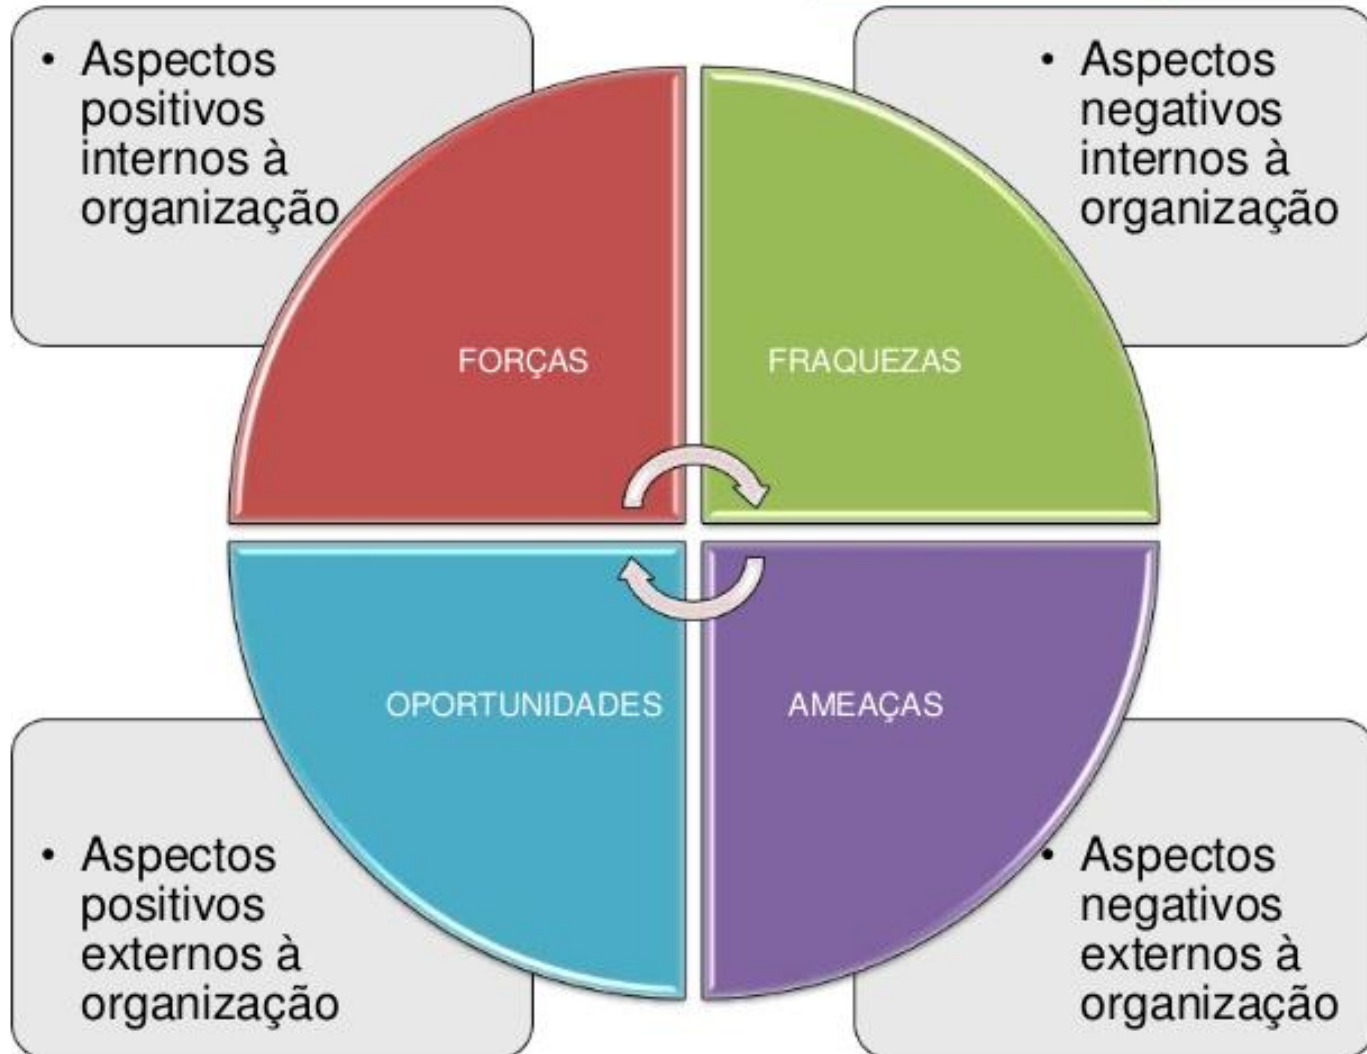 • Aspectos
positivos
internos à
organização
• Aspectos
negativos
internos à
organização
FORÇAS
FRAQUEZAS
OPORTUNIDADES
AMEAÇAS
• Aspectos
positivos
externos à
organização
• Aspectos
negativos
externos à
organização